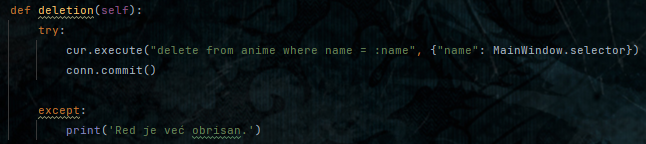 def deletion(self):
try:
cur.execute("delete from anime where name = :name", {"name": MainWindow.selector})
conn.commit()
except:
print('Red je već obrisan.')